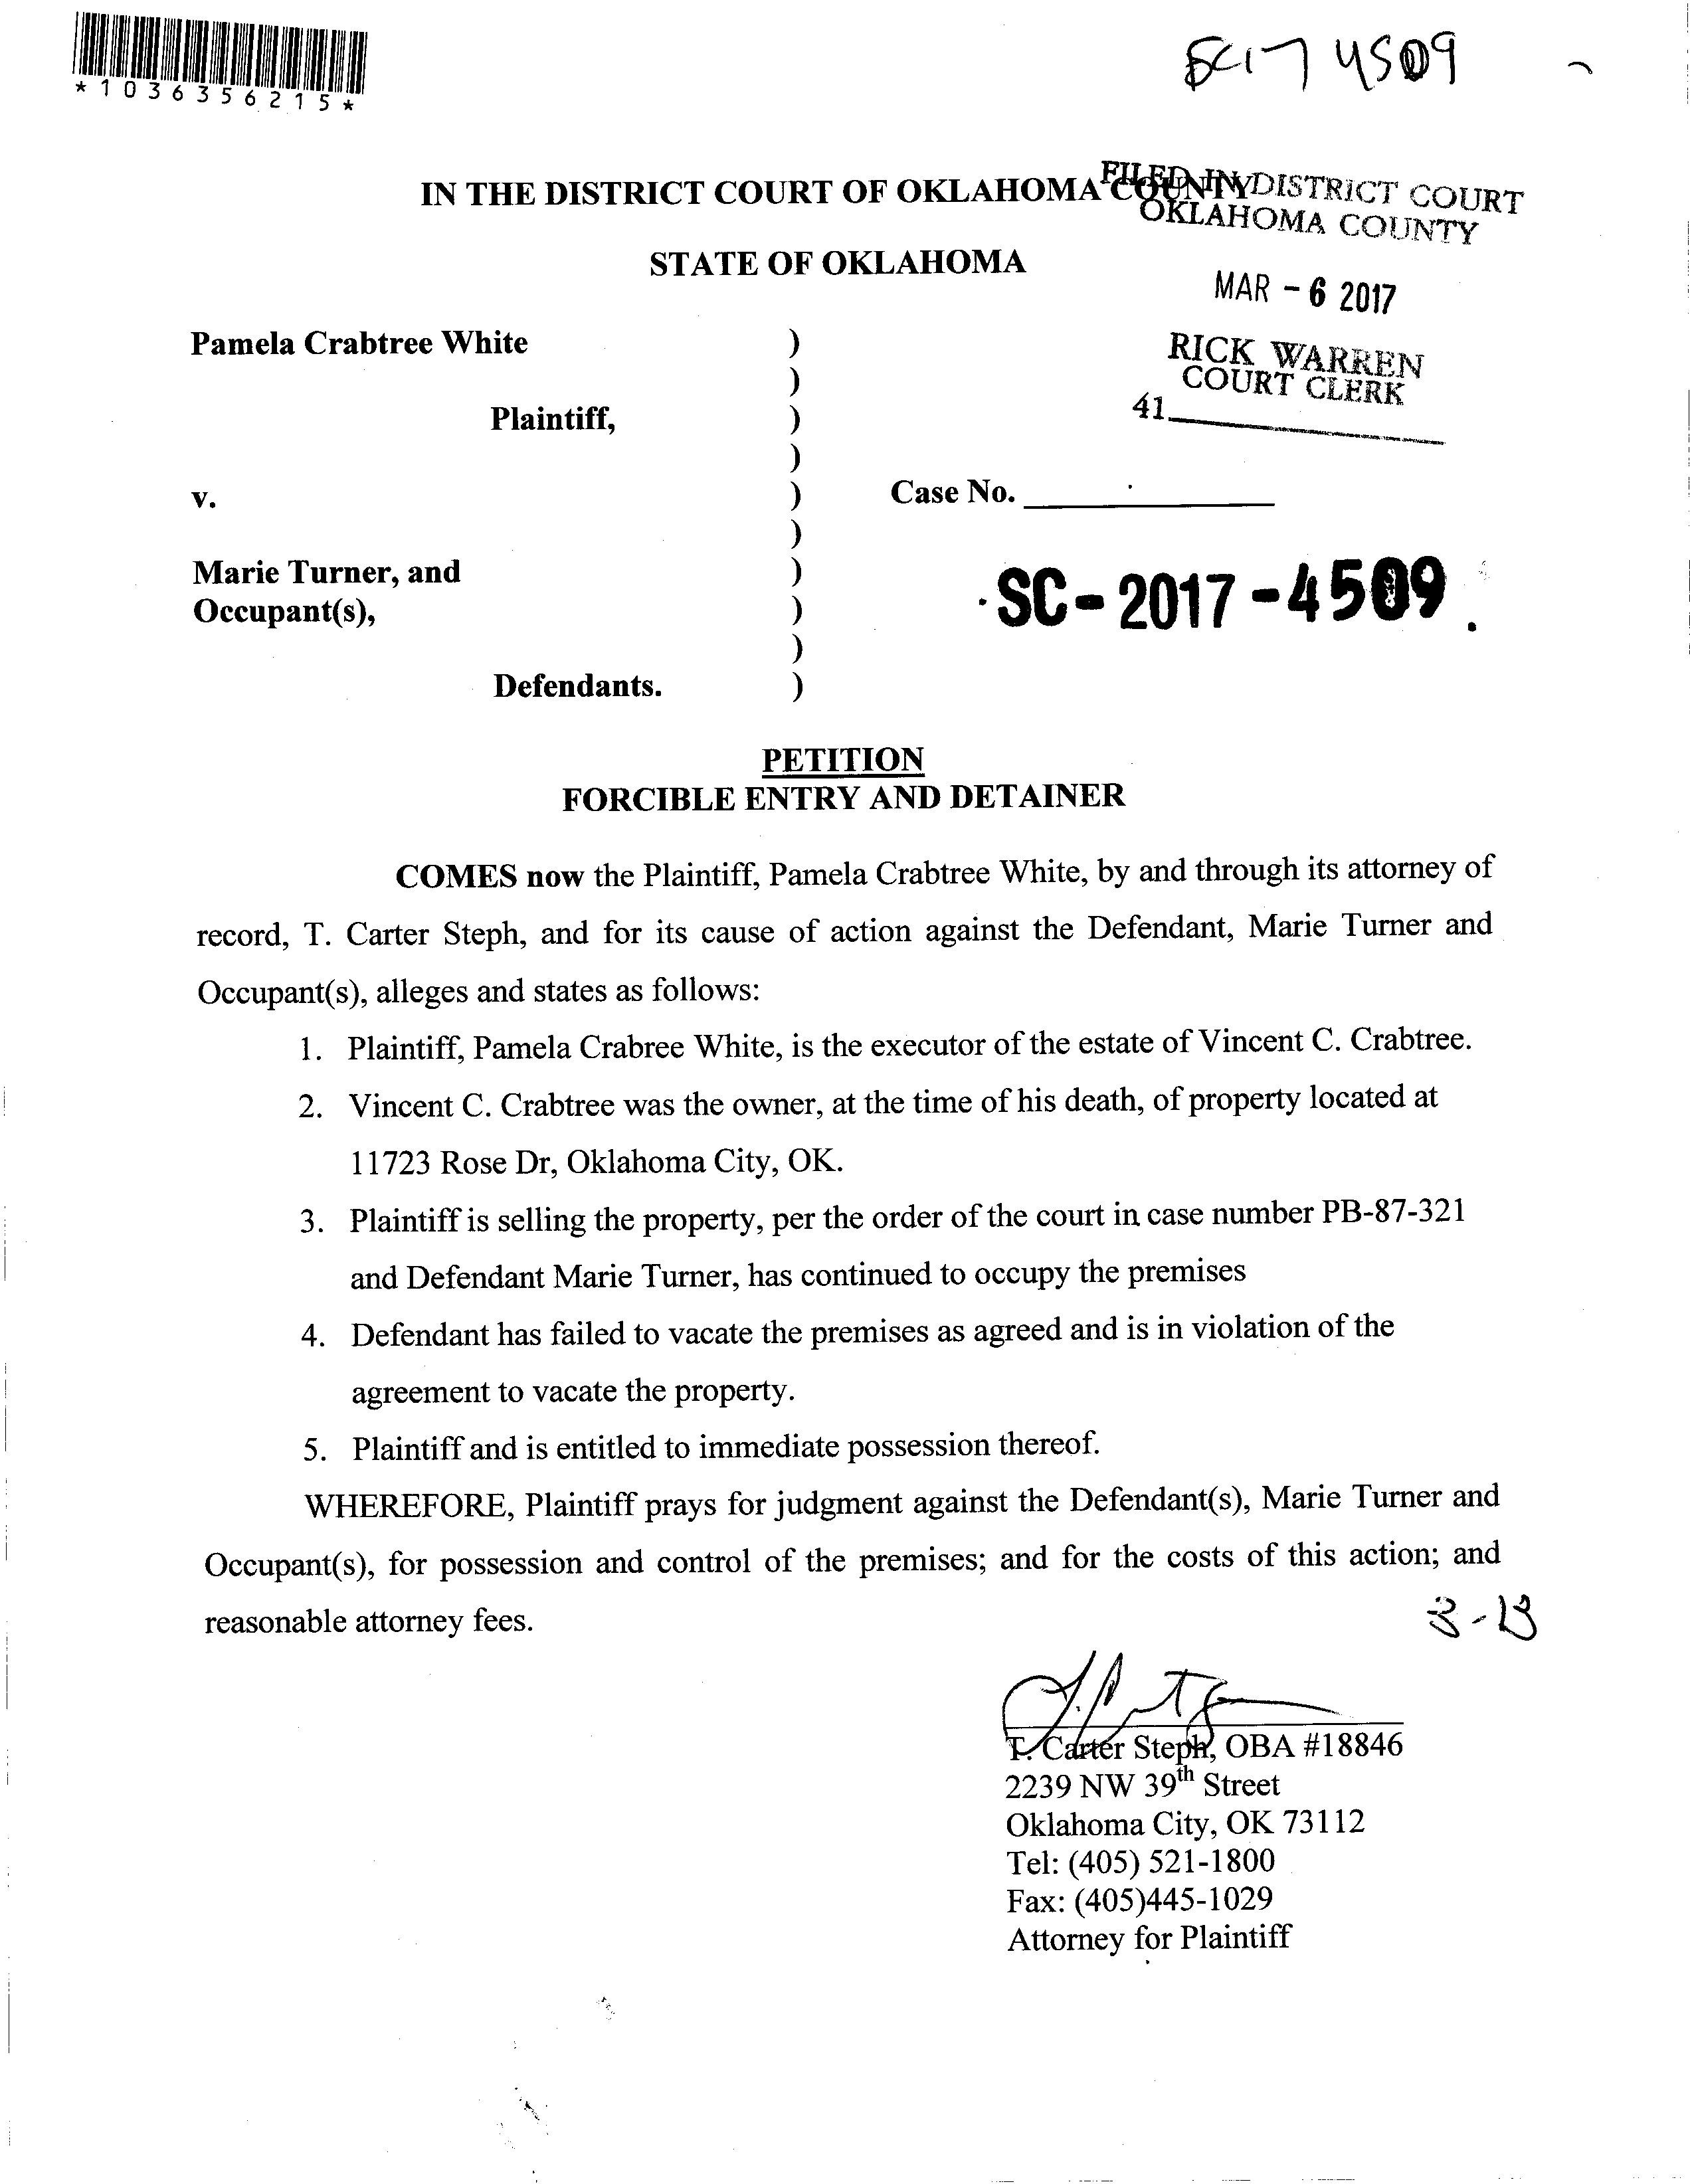 *1036356215*
SC17 4509
IN THE DISTRICT COURT OF OKLAHOMA COUNTY
FILED IN DISTRICT COURT
OKLAHOMA COUNTY
STATE OF OKLAHOMA
MAR - 6 2017
Pamela Crabtree White )
RICK WARREN
COURT CLERK
)
Plaintiff, )
41
)
v. ) Case No.
)
Marie Turner, and )
Occupant(s), )
SC-2017-4509
)
Defendants. )
PETITION
FORCIBLE ENTRY AND DETAINER
COMES now the Plaintiff, Pamela Crabtree White, by and through its attorney of
record, T. Carter Steph, and for its cause of action against the Defendant, Marie Turner and
Occupant(s), alleges and states as follows:
1. Plaintiff, Pamela Crabree White, is the executor of the estate of Vincent C. Crabtree.
2. Vincent C. Crabtree was the owner, at the time of his death, of property located at
11723 Rose Dr, Oklahoma City, OK.
3. Plaintiff is selling the property, per the order of the court in case number PB-87-321
and Defendant Marie Turner, has continued to occupy the premises
4. Defendant has failed to vacate the premises as agreed and is in violation of the
agreement to vacate the property.
5. Plaintiff and is entitled to immediate possession thereof.
WHEREFORE, Plaintiff prays for judgment against the Defendant(s), Marie Turner and
Occupant(s), for possession and control of the premises; and for the costs of this action; and
reasonable attorney fees.
T. Carter Steph, OBA #18846
2239 NW 39th Street
Oklahoma City, OK 73112
Tel: (405) 521-1800
Fax: (405)445-1029
Attorney for Plaintiff